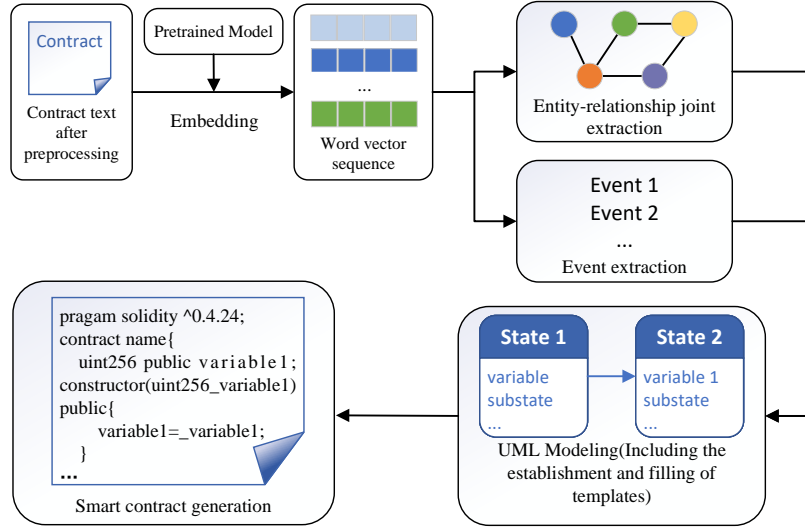 Contract
Contract text
after
preprocessing
Pretrained Model
Embedding
...
Word vector
sequence
Entity-relationship joint
extraction
Event 1
Event 2
...
Event extraction
pragam solidity ^0.4.24;
contract name{
uint256 public variable1;
constructor(uint256_variable1)
public{
variable1=_variable1;
}
...
Smart contract generation
State 1
variable
substate
...
State 2
variable 1
substate
...
UML Modeling(Including the
establishment and filling of
templates)